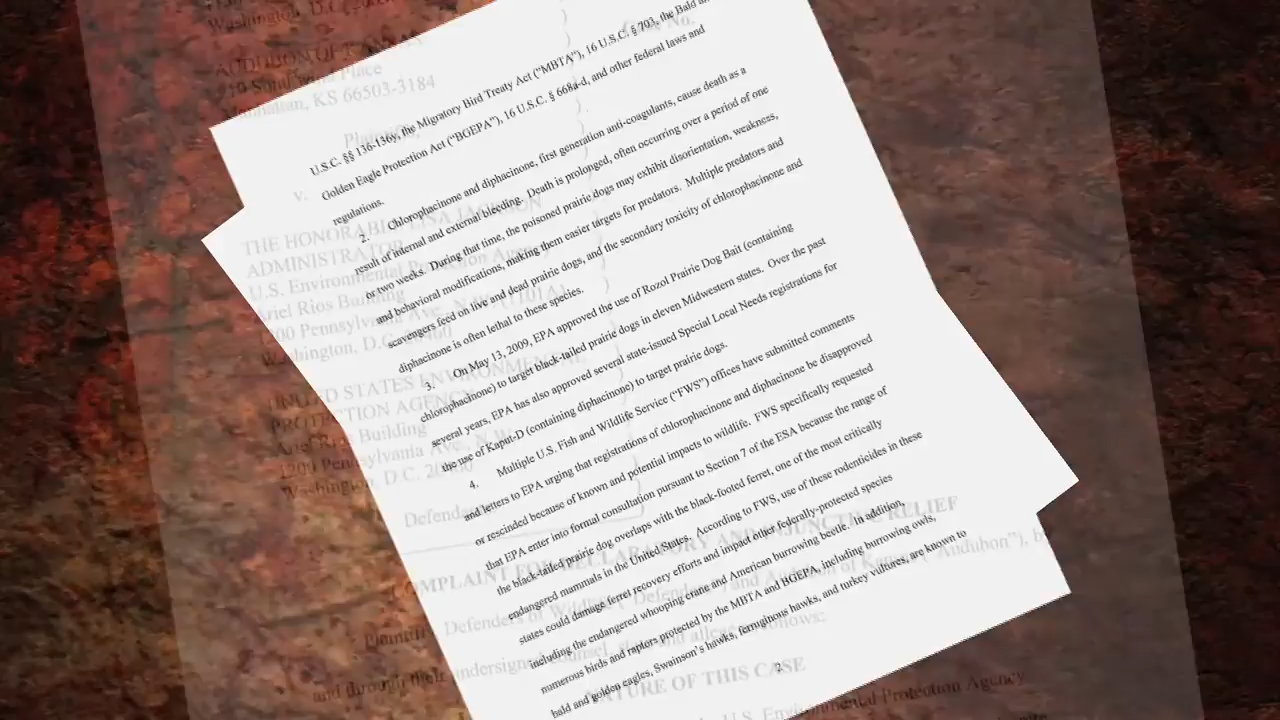 U.S.C. §§ 136-136y, the Migratory Bird Treaty Act ("MBTA"), 16 U.S.C. § 703, the Bald
Golden Eagle Protection Act ("BGEPA"), 16 U.S.C. § 668a-d, and other federal laws and
regulations.
2. Chlorophacinone and diphacinone, first generation anti-coagulants, cause death as a
result of internal and external bleeding. Death is prolonged, often occurring over a period of one
or two weeks. During that time, the poisoned prairie dogs may exhibit disorientation, weakness,
and behavioral modifications, making them easier targets for predators. Multiple predators and
scavengers feed on live and dead prairie dogs, and the secondary toxicity of chlorophacinone and
diphacinone is often lethal to these species.
3. On May 13, 2009, EPA approved the use of Rozol Prairie Dog Bait (containing
chlorophacinone) to target black-tailed prairie dogs in eleven Midwestern states. Over the past
several years, EPA has also approved several state-issued Special Local Needs registrations for
the use of Kaput-D (containing diphacinone) to target prairie dogs.
4. Multiple U.S. Fish and Wildlife Service ("FWS") offices have submitted comments
and letters to EPA urging that registrations of chlorophacinone and diphacinone be disapproved
or rescinded because of known and potential impacts to wildlife. FWS specifically requested
that EPA enter into formal consultation pursuant to Section 7 of the ESA because the range of
the black-tailed prairie dog overlaps with the black-footed ferret, one of the most critically
endangered mammals in the United States. According to FWS, use of these rodenticides in these
states could damage ferret recovery efforts and impact other federally-protected species
including the endangered whooping crane and American burrowing beetle. In addition,
numerous birds and raptors protected by the MBTA and BGEPA, including burrowing owls,
bald and golden eagles, Swainson's hawks, ferruginous hawks, and turkey vultures, are known to
2
Washington, D.C.
AUDUBON OF KANSAS
210 Place
Manhattan, KS 66503-3184
v.
THE HONORABLE LISA JACKSON
ADMINISTRATOR
U.S. Environmental Protection Agency
Ariel Rios Building
Pennsylvania Ave., N.W. (1101A)
Washington, D.C.
UNITED STATES ENVIRONMENTAL
PROTECTION AGENCY
Ariel Rios Building
1200 Pennsylvania Ave., N.W.
Washington, D.C.
COMPLAINT FOR DECLARATORY AND INJUNCTIVE RELIEF
Defenders of Wildlife ("Defenders") and Audubon of Kansas ("Audubon"), by
and through their undersigned counsel, state and allege as follows:
NATURE OF THIS CASE
U.S. Environmental Protection Agency